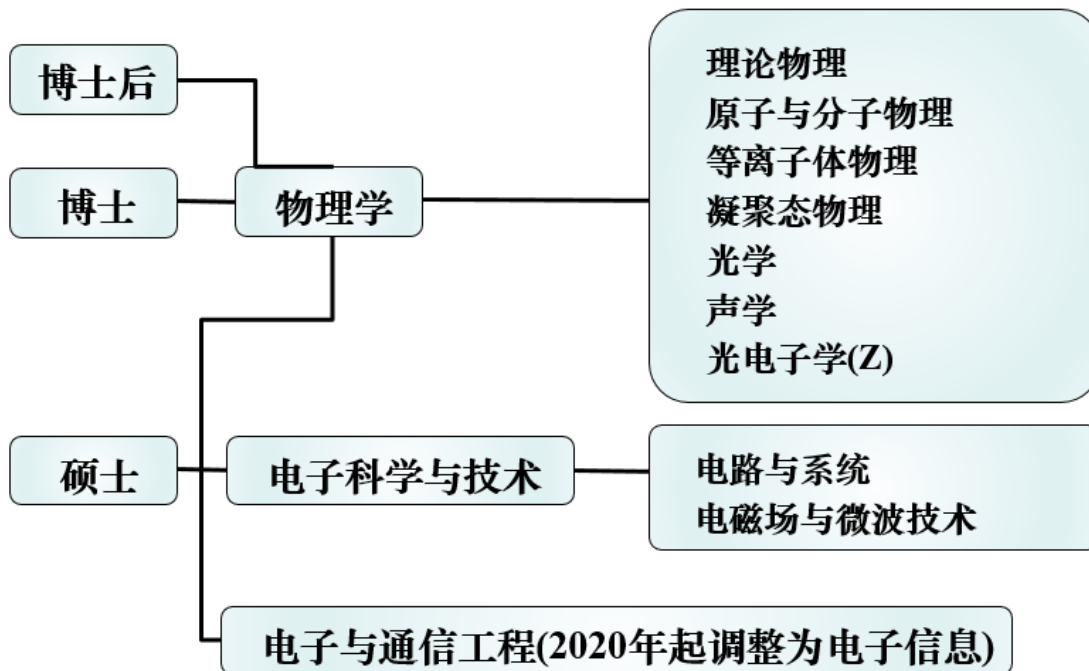 博士后
博士
物理学
理论物理
原子与分子物理
等离子体物理
凝聚态物理
光学
声学
光电子学(Z)
硕士
电子科学与技术
电路与系统
电磁场与微波技术
电子与通信工程(2020年起调整为电子信息)